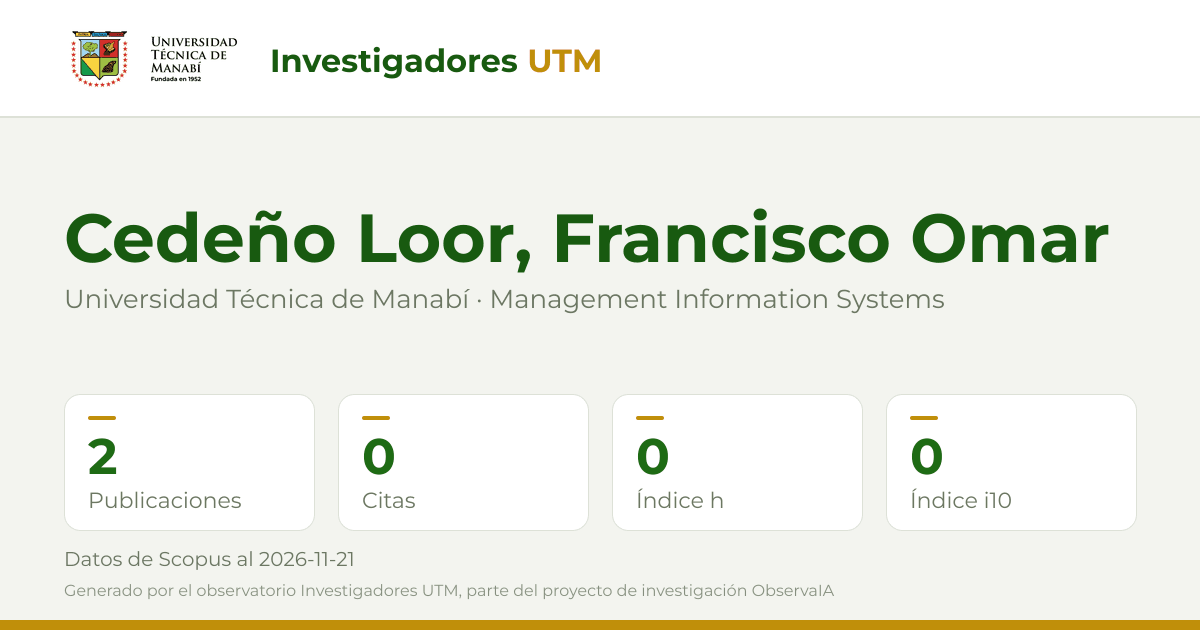 UNIVERSIDAD
TÉCNICA DE
MANABÍ
Fundada en 1952
Investigadores UTM
Cedeño Loor, Francisco Omar
Universidad Técnica de Manabí · Management Information Systems
2
Publicaciones
0
Citas
0
Índice h
0
Índice i10
Datos de Scopus al 2026-11-21
Generado por el observatorio Investigadores UTM, parte del proyecto de investigación ObservaIA